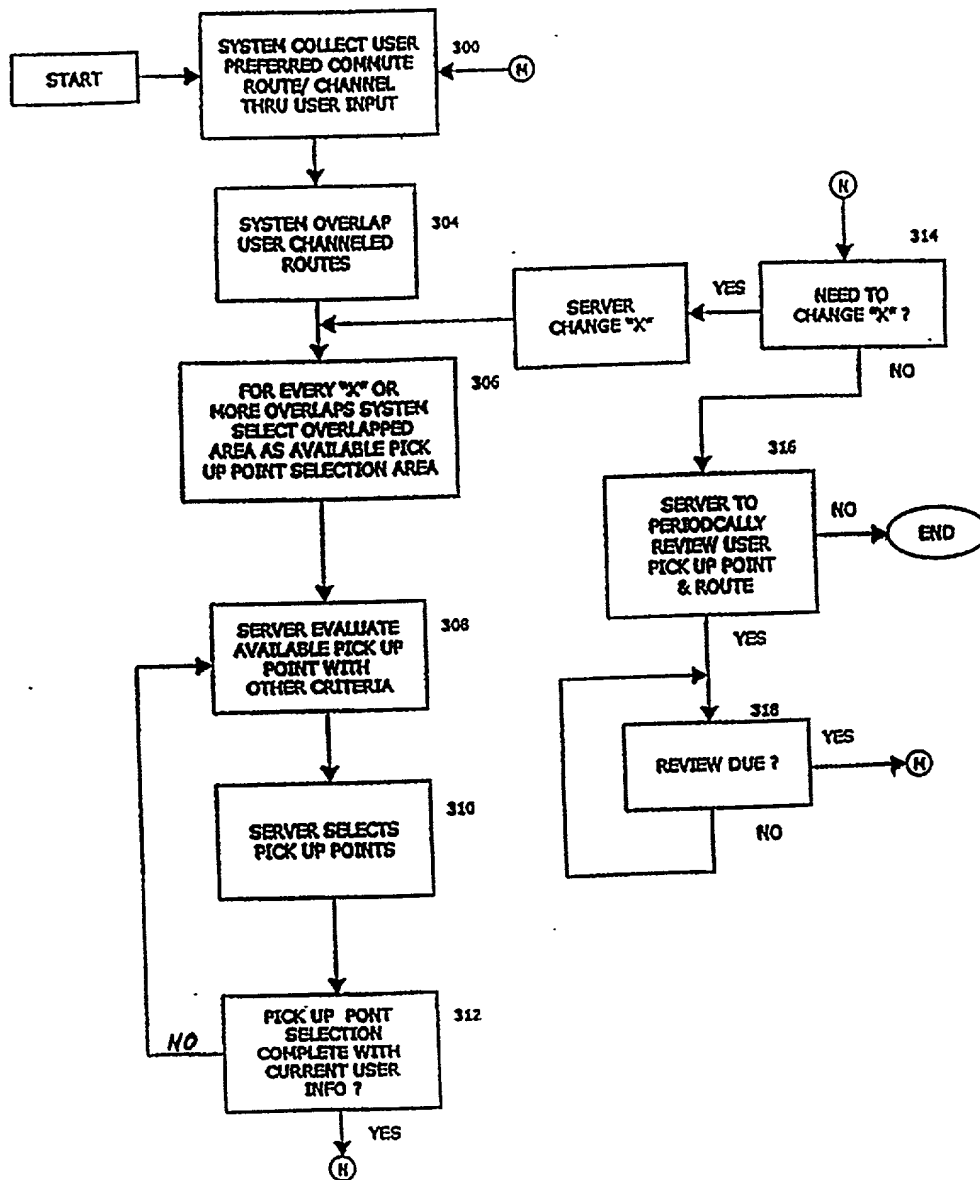 START
SYSTEM COLLECT USER
PREFERRED COMMUTE
ROUTE/ CHANNEL
THRU USER INPUT
300
M
SYSTEM OVERLAP
USER CHANNELED
ROUTES
304
FOR EVERY "X" OR
MORE OVERLAPS SYSTEM
SELECT OVERLAPPED
AREA AS AVAILABLE PICK
UP POINT SELECTION AREA
306
SERVER EVALUATE
AVAILABLE PICK UP
POINT WITH
OTHER CRITERIA
308
SERVER SELECTS
PICK UP POINTS
310
PICK UP PONT
SELECTION
COMPLETE WITH
CURRENT USER
INFO ?
312
NO
YES
N
N
314
NEED TO
CHANGE "X" ?
YES
SERVER
CHANGE "X"
NO
316
SERVER TO
PERIODCALLY
REVIEW USER
PICK UP POINT
& ROUTE
NO
END
YES
318
REVIEW DUE ?
YES
M
NO